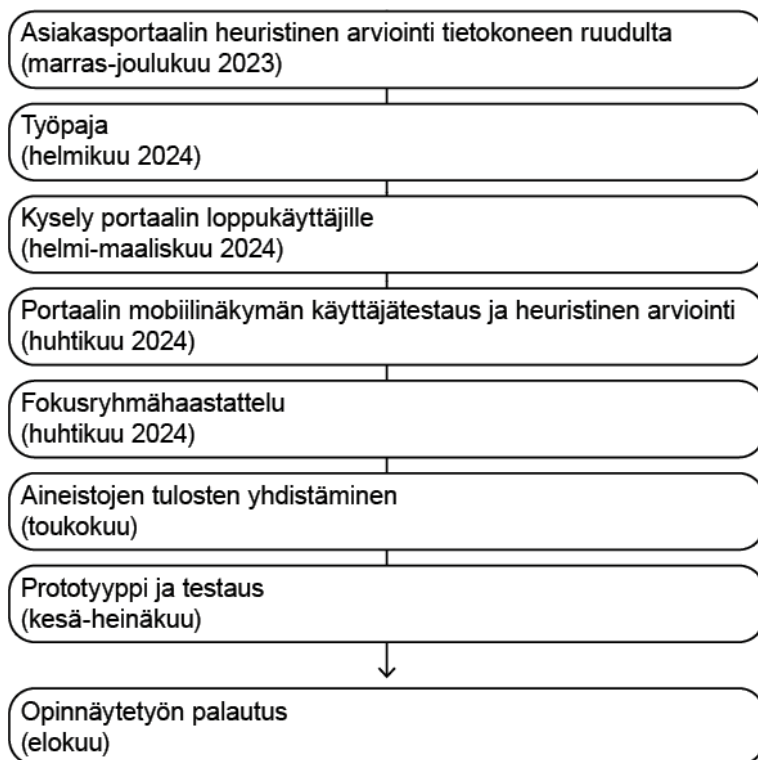 Asiakasportaalin heuristinen arviointi tietokoneen ruudulta
(marras-joulukuu 2023)
Työpaja
(helmikuu 2024)
Kysely portaalin loppukäyttäjille
(helmi-maaliskuu 2024)
Portaalin mobiilinäkymän käyttäjätestaus ja heuristinen arviointi
(huhtikuu 2024)
Fokusryhmähaastattelu
(huhtikuu 2024)
Aineistojen tulosten yhdistäminen
(toukokuu)
Prototyyppi ja testaus
(kesä-heinäkuu)
Opinnäytetyön palautus
(elokuu)